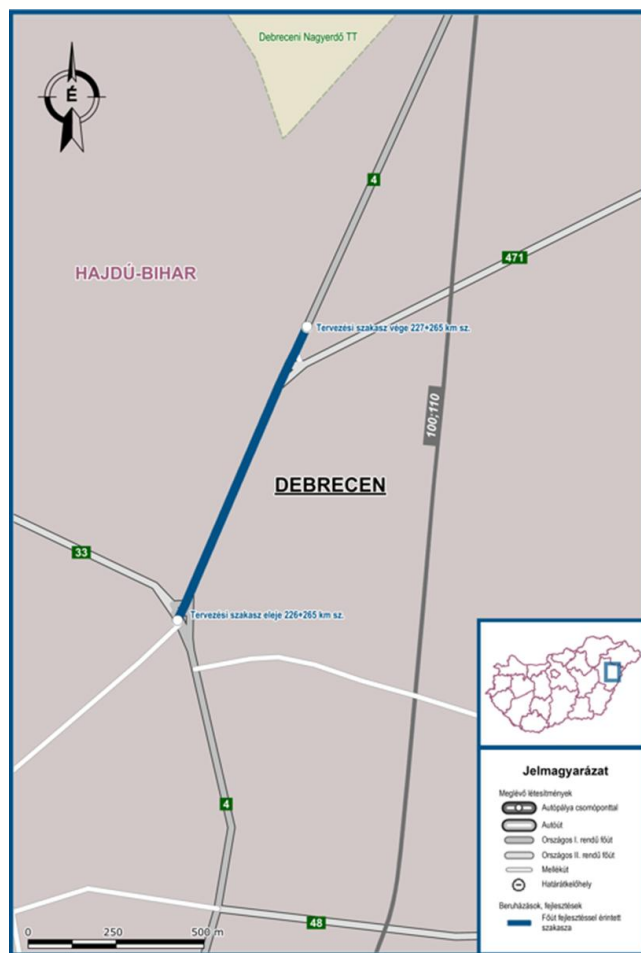 Debreceni Nagyerdő TT
É
4
471
HAJDÚ-BIHAR
Tervezési szakasz vége 227+265 km sz.
100;110
DEBRECEN
33
Tervezési szakasz eleje 226+265 km sz.
4
48
0 250 500 m
Jelmagyarázat
Meglévő létesítmények
Autópálya csomóponttal
Autóút
Országos I. rendű főút
Országos II. rendű főút
Mellékút
Határátkelőhely
Beruházások, fejlesztések
Főút fejlesztéssel érintett
szakasza